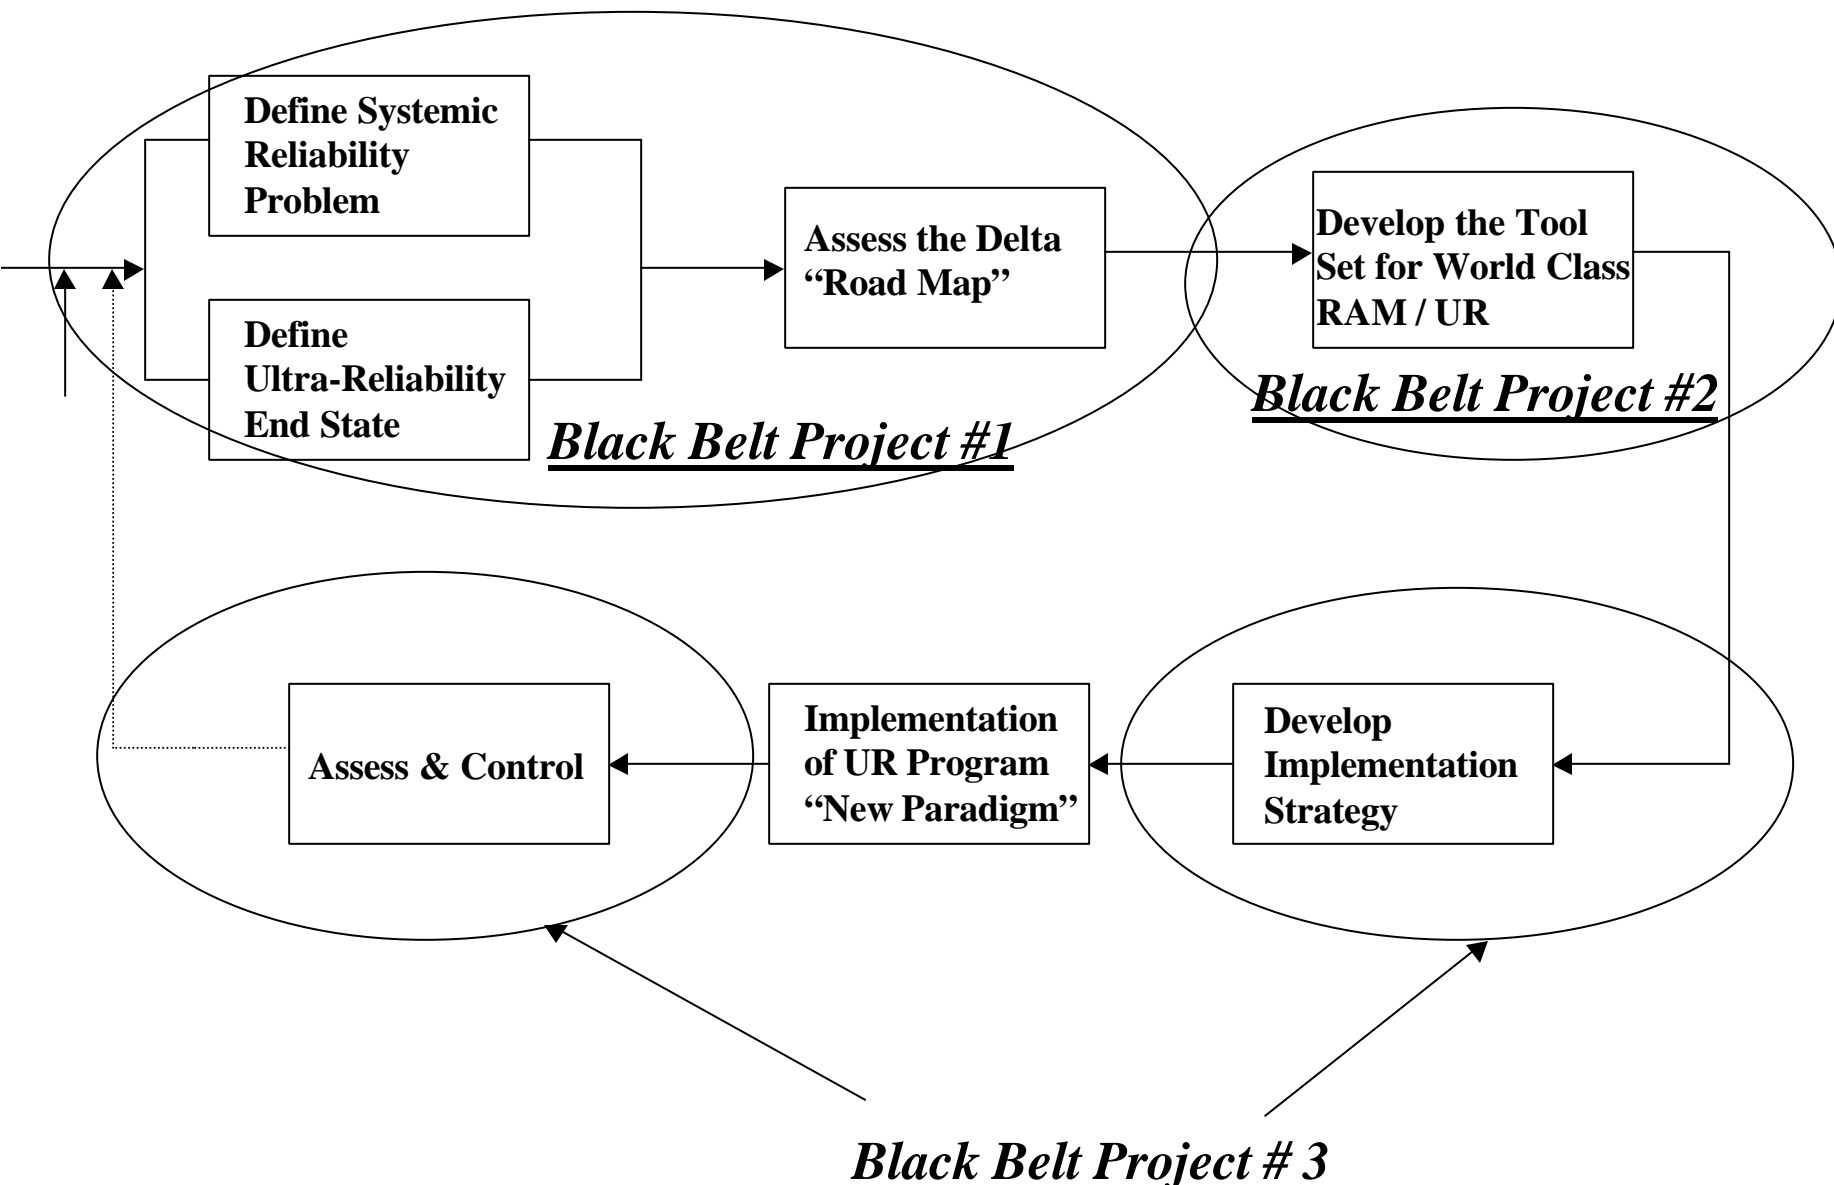 Define Systemic
Reliability
Problem
Define
Ultra-Reliability
End State
Assess the Delta
“Road Map”
Black Belt Project #1
Develop the Tool
Set for World Class
RAM / UR
Black Belt Project #2
Develop
Implementation
Strategy
Implementation
of UR Program
“New Paradigm”
Assess & Control
Black Belt Project # 3